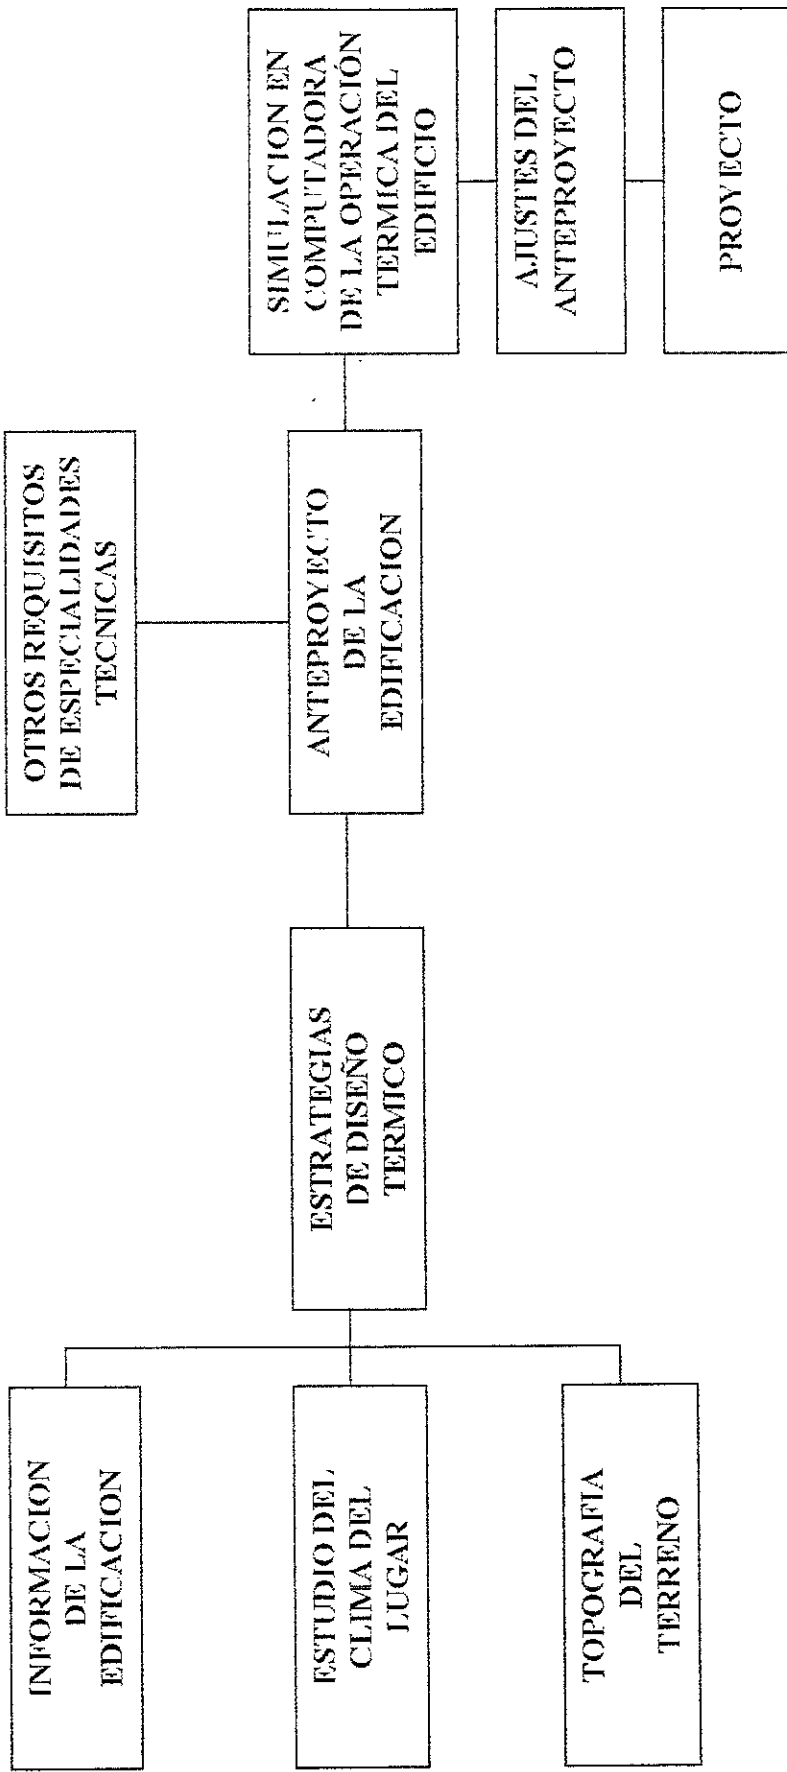 INFORMACION
DE LA
EDIFICACION
ESTUDIO DEL
CLIMA DEL
LUGAR
TOPOGRAFIA
DEL
TERRENO
ESTRATEGIAS
DE DISEÑO
TERMICO
OTROS REQUISITOS
DE ESPECIALIDADES
TECNICAS
ANTEPROYECTO
DE LA
EDIFICACION
SIMULACION EN
COMPUTADORA
DE LA OPERACIÓN
TERMICA DEL
EDIFICIO
AJUSTES DEL
ANTEPROYECTO
PROYECTO